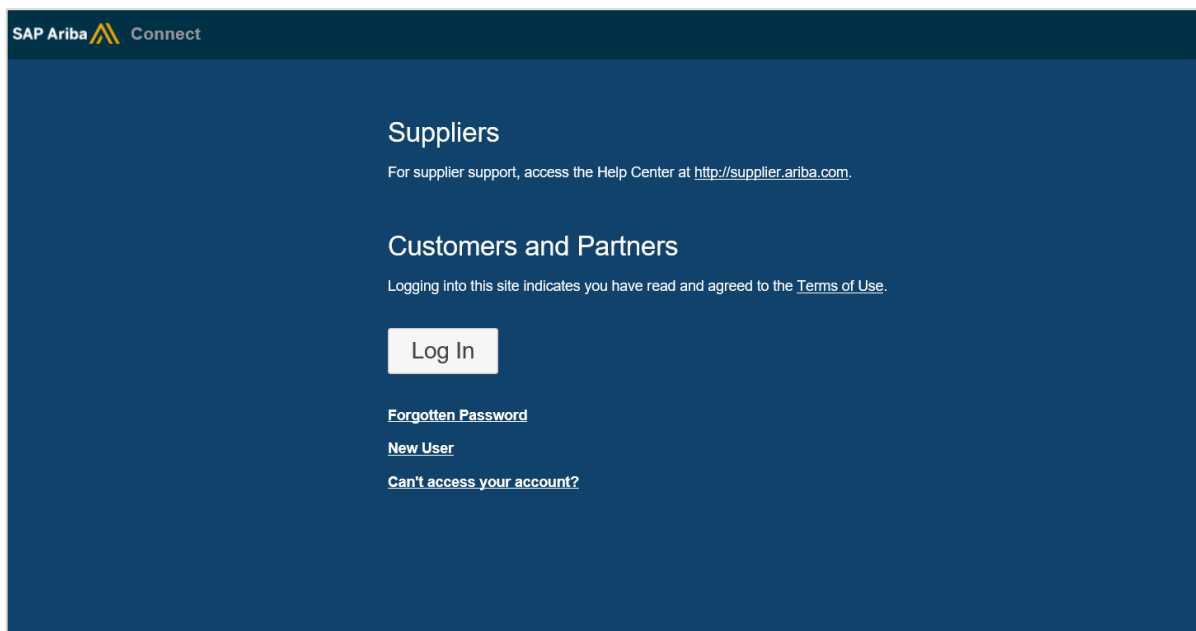 SAP Ariba Connect
Suppliers
For supplier support, access the Help Center at http://supplier.ariba.com.
Customers and Partners
Logging into this site indicates you have read and agreed to the Terms of Use.
Log In
Forgotten Password
New User
Can't access your account?